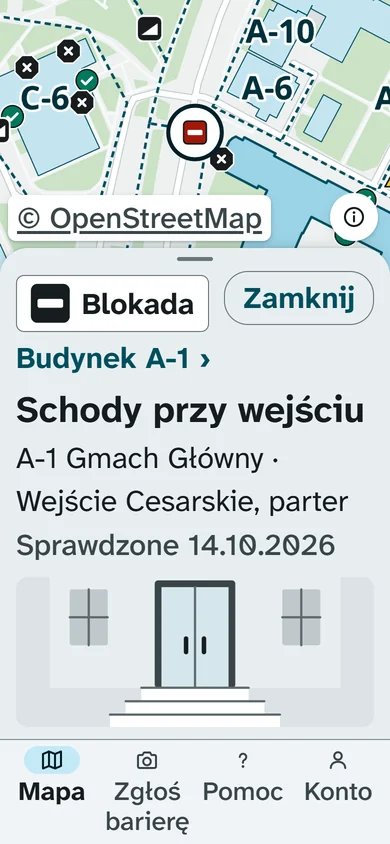 A-10
A-6
C-6
A
© OpenStreetMap
Blokada
Zamknij
Budynek A-1 ›
Schody przy wejściu
A-1 Gmach Główny ·
Wejście Cesarskie, parter
Sprawdzone 14.10.2026
Mapa
Zgłoś
barierę
Pomoc
Konto